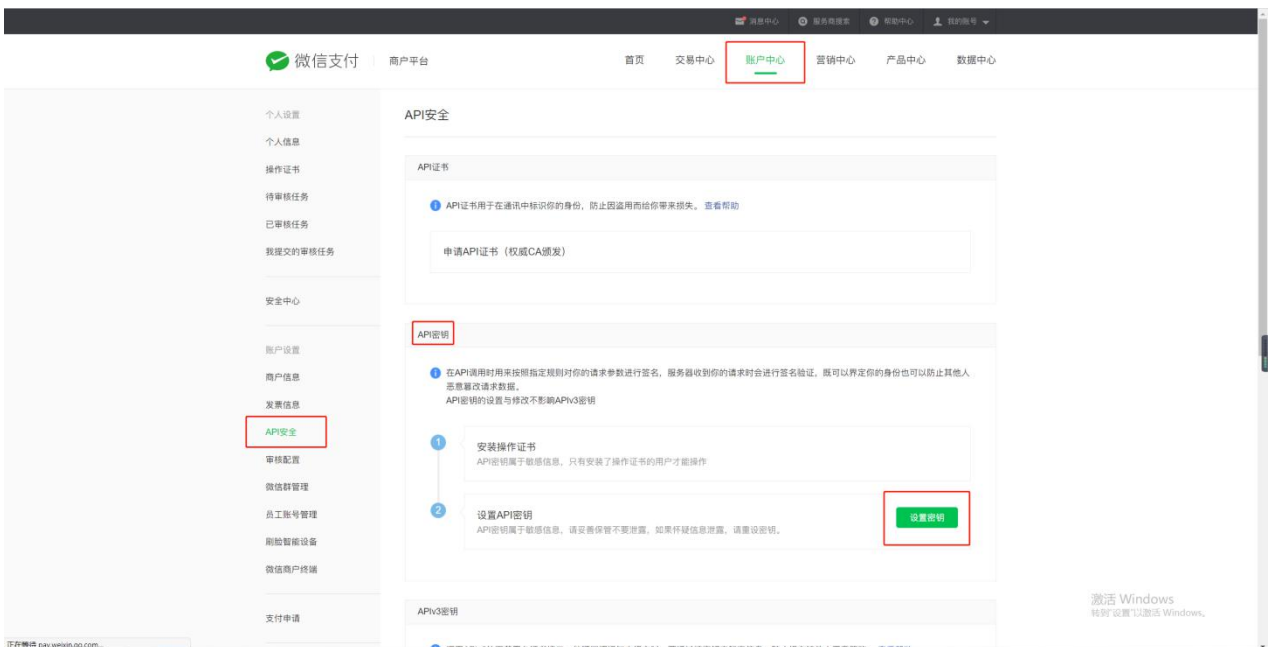 消息中心 服务商搜索 帮助中心 我的账号
微信支付 商户平台 首页 交易中心 账户中心 营销中心 产品中心 数据中心
个人设置
个人信息
操作证书
待审核任务
已审核任务
我提交的审核任务
安全中心
账户设置
商户信息
发票信息
API安全
审核配置
微信群管理
员工账号管理
刷脸智能设备
微信商户终端
支付申请
API安全
API证书
API证书用于在通讯中标识你的身份，防止因盗用而给你带来损失。 查看帮助
申请API证书（权威CA颁发）
API密钥
在API调用时用来按照指定规则对你的请求参数进行签名，服务器收到你的请求时会进行签名验证，既可以界定你的身份也可以防止其他人
恶意篡改请求数据。
API密钥的设置与修改不影响APIv3密钥
1 安装操作证书
API密钥属于敏感信息，只有安装了操作证书的用户才能操作
2 设置API密钥
API密钥属于敏感信息，请妥善保管不要泄露，如果怀疑信息泄露，请重设密钥。
设置密钥
APIv3密钥
激活 Windows
转到"设置"以激活 Windows。
正在等待 pay.weixin.qq.com...